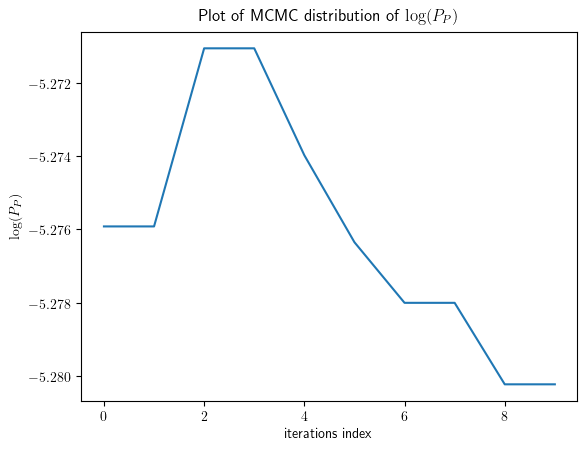 Plot of MCMC distribution of log(P_P)
log(P_P)
−5.272
−5.274
−5.276
−5.278
−5.280
0 2 4 6 8
iterations index